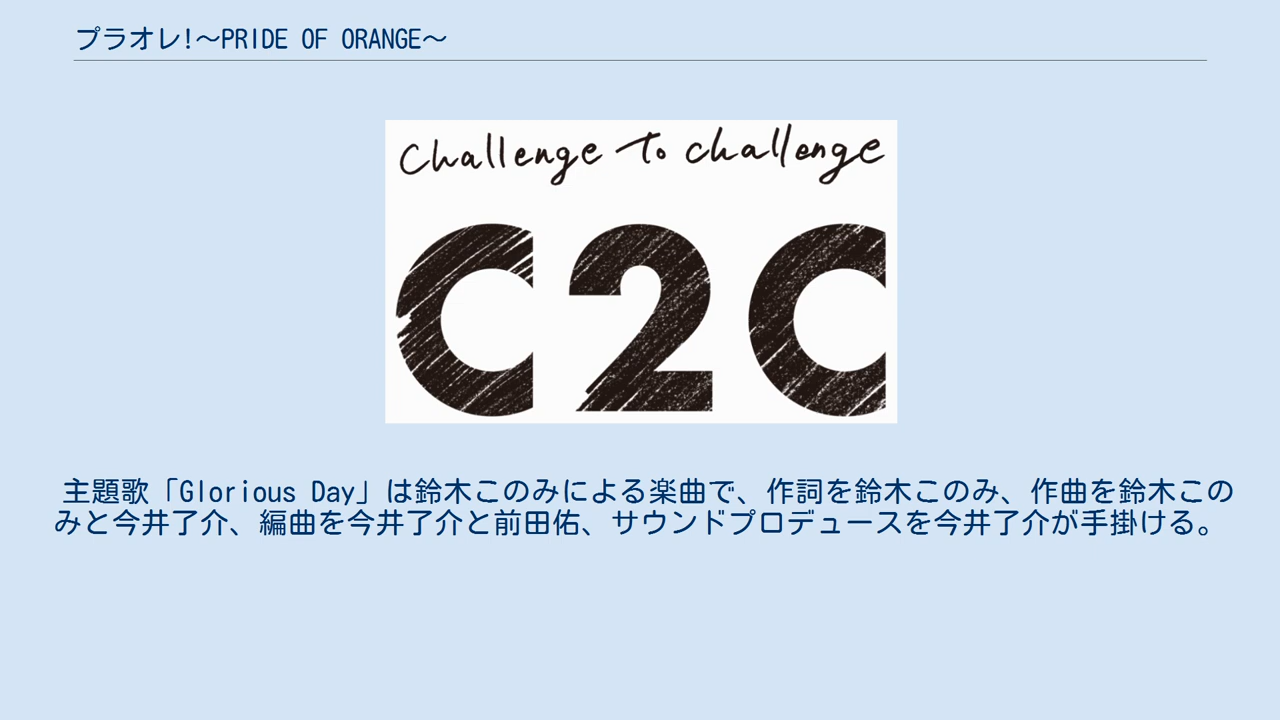 プラオレ!～PRIDE OF ORANGE～
Challenge To challenge
C2C
主題歌「Glorious Day」は鈴木このみによる楽曲で、作詞を鈴木このみ、作曲を鈴木この
みと今井了介、編曲を今井了介と前田佑、サウンドプロデュースを今井了介が手掛ける。